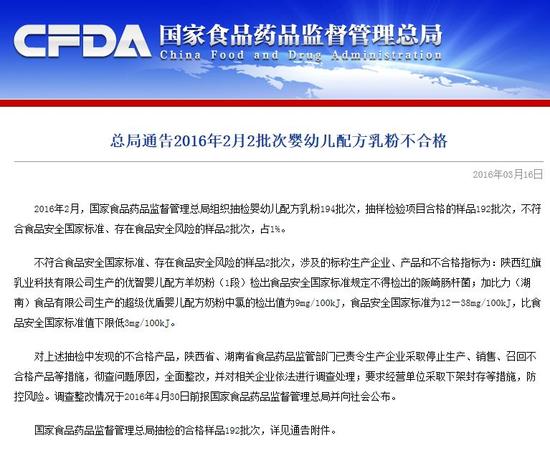 CFDA 国家食品药品监督管理总局
China Food and Drug Administration
总局通告2016年2月2批次婴幼儿配方乳粉不合格
2016年03月16日
2016年2月，国家食品药品监督管理总局组织抽检婴幼儿配方乳粉194批次，抽样检验项目合格的样品192批次，不符
合食品安全国家标准、存在食品安全风险的样品2批次，占1%。
不符合食品安全国家标准、存在食品安全风险的样品2批次，涉及的标称生产企业、产品和不合格指标为：陕西红旗
乳业科技有限公司生产的优智婴儿配方羊奶粉（1段）检出食品安全国家标准规定不得检出的阪崎肠杆菌；加比力（湖
南）食品有限公司生产的超级优盾婴儿配方奶粉中氯的检出值为9mg/100kJ，食品安全国家标准为12—38mg/100kJ，比食
品安全国家标准值下限低3mg/100kJ。
对上述抽检中发现的不合格产品，陕西省、湖南省食品药品监管部门已责令生产企业采取停止生产、销售、召回不
合格产品等措施，彻查问题原因，全面整改，并对相关企业依法进行调查处理；要求经营单位采取下架封存等措施，防
控风险。调查整改情况于2016年4月30日前报国家食品药品监督管理总局并向社会公布。
国家食品药品监督管理总局抽检的合格样品192批次，详见通告附件。